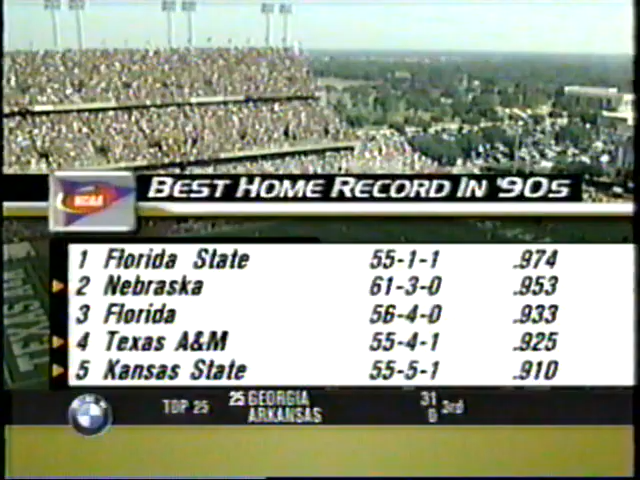 NCAA
BEST HOME RECORD IN '90s
1 Florida State 55-1-1 .974
2 Nebraska 61-3-0 .953
3 Florida 56-4-0 .933
4 Texas A&M 55-4-1 .925
5 Kansas State 55-5-1 .910
TEXAS A&M
TOP 25 25 GEORGIA 31 3rd
ARKANSAS 0